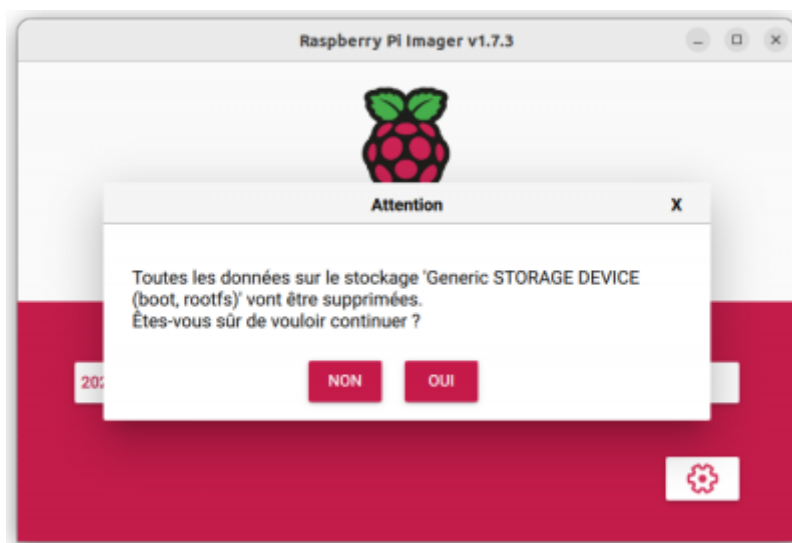 Raspberry Pi Imager v1.7.3
Attention
X
Toutes les données sur le stockage 'Generic STORAGE DEVICE
(boot, rootfs)' vont être supprimées.
Êtes-vous sûr de vouloir continuer ?
NON OUI